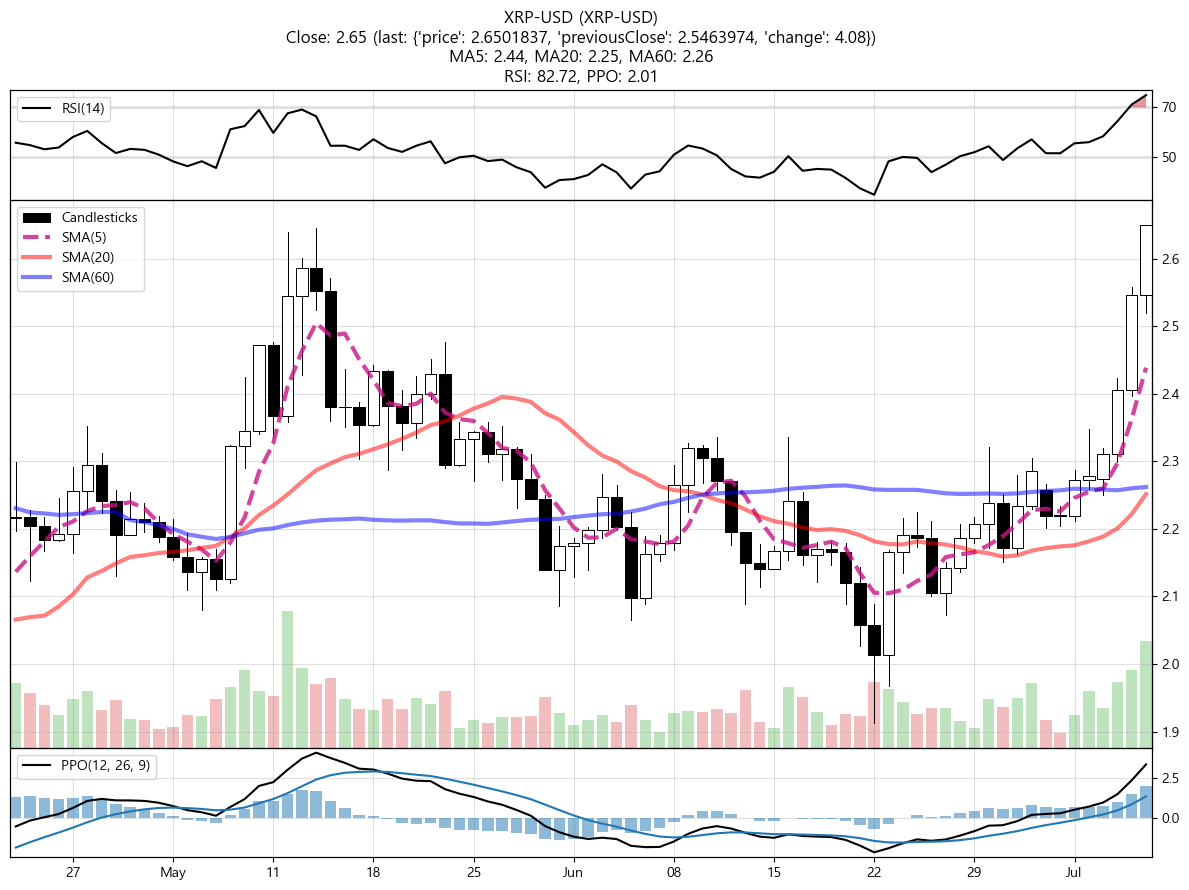 XRP-USD (XRP-USD)
Close: 2.65 (last: {'price': 2.6501837, 'previousClose': 2.5463974, 'change': 4.08})
MA5: 2.44, MA20: 2.25, MA60: 2.26
RSI: 82.72, PPO: 2.01
RSI(14)
70
50
Candlesticks
SMA(5)
SMA(20)
SMA(60)
2.6
2.5
2.4
2.3
2.2
2.1
2.0
1.9
PPO(12, 26, 9)
2.5
0.0
27 May 11 18 25 Jun 08 15 22 29 Jul